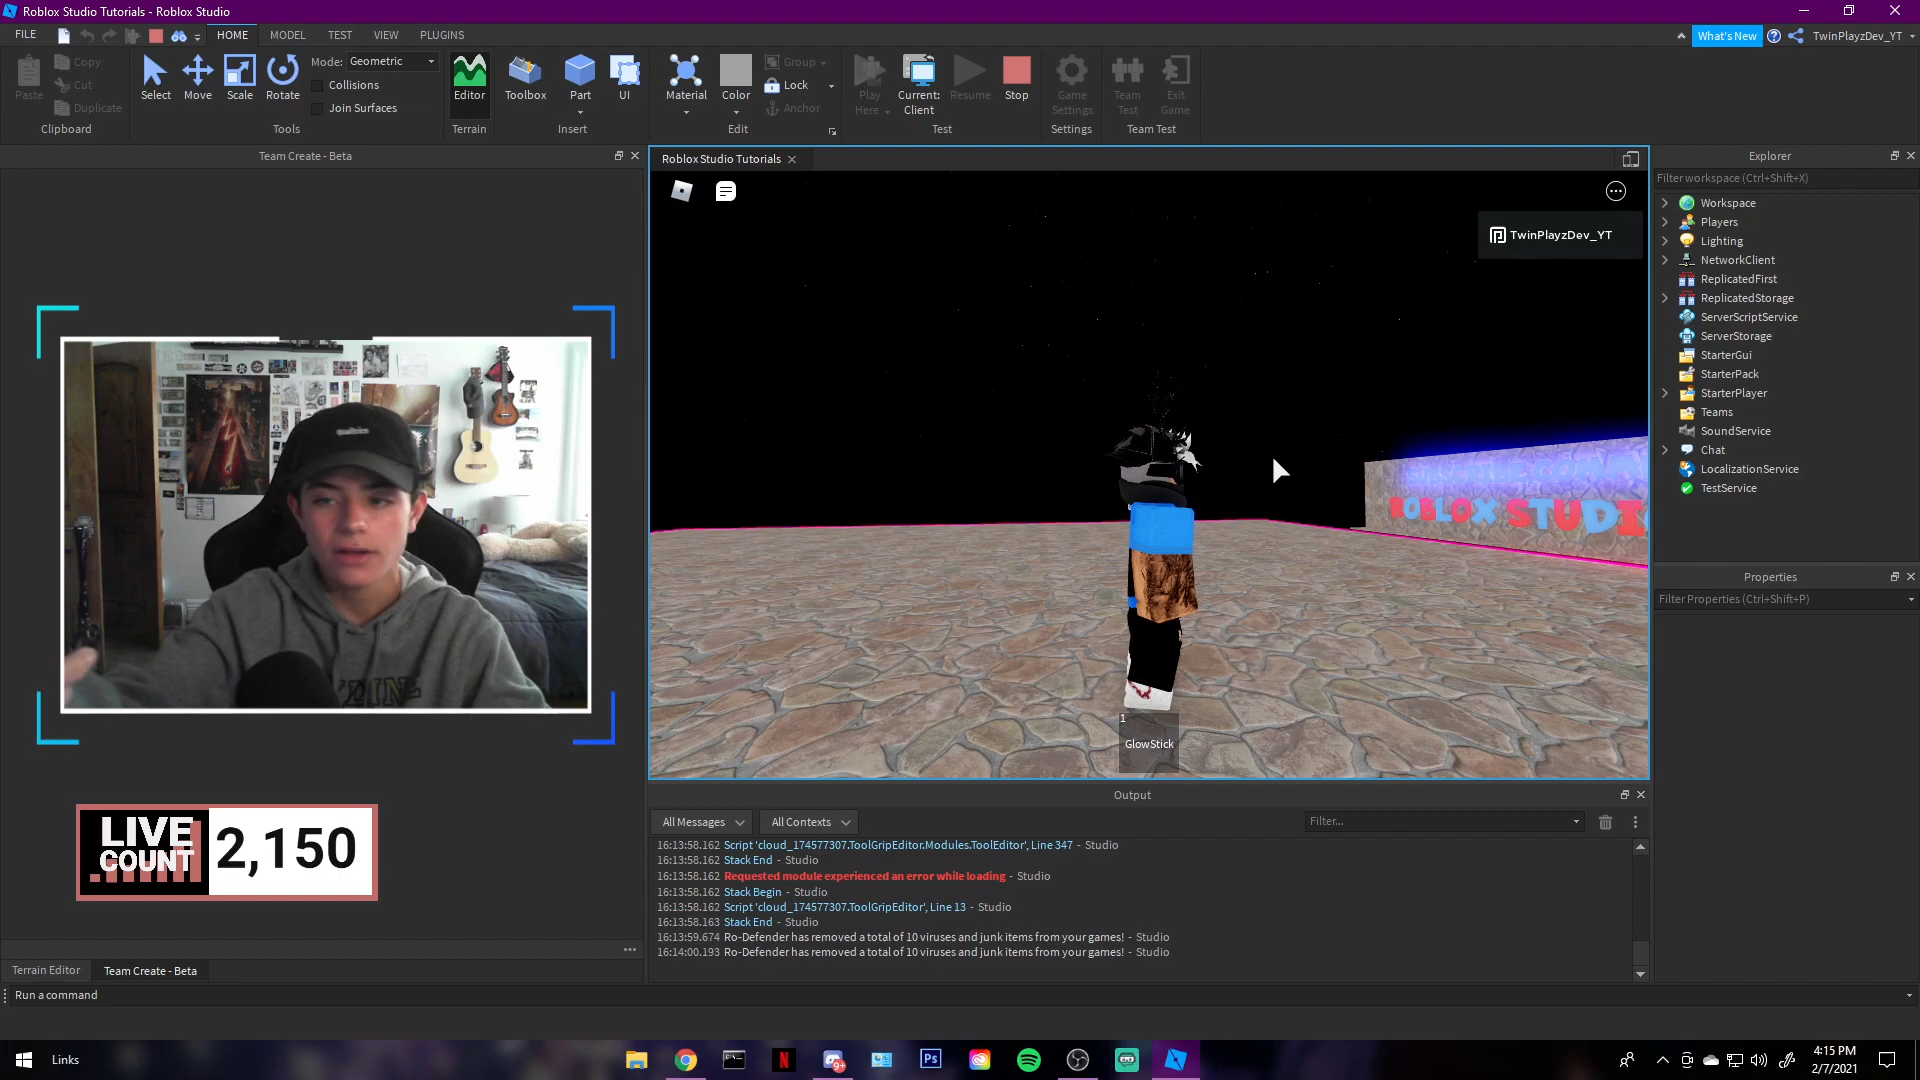 Roblox Studio Tutorials - Roblox Studio
FILE
HOME
MODEL
TEST
VIEW
PLUGINS
What's New
TwinPlayzDev_YT
Paste
Copy
Cut
Duplicate
Clipboard
Select
Move
Scale
Rotate
Mode: Geometric
Collisions
Join Surfaces
Tools
Editor
Terrain
Toolbox
Part
UI
Insert
Material
Color
Group
Lock
Anchor
Edit
Play
Here
Current:
Client
Resume
Stop
Test
Game
Settings
Settings
Team
Test
Exit
Game
Team Test
Team Create - Beta
Roblox Studio Tutorials
TwinPlayzDev_YT
ROBLOX STUDI
1
GlowStick
LIVE
COUNT
2,150
Terrain Editor
Team Create - Beta
Run a command
Output
All Messages
All Contexts
Filter...
16:13:58.162 Script 'cloud_174577307.ToolGripEditor.Modules.ToolEditor', Line 347 - Studio
16:13:58.162 Stack End - Studio
16:13:58.162 Requested module experienced an error while loading - Studio
16:13:58.162 Stack Begin - Studio
16:13:58.162 Script 'cloud_174577307.ToolGripEditor', Line 13 - Studio
16:13:58.163 Stack End - Studio
16:13:59.674 Ro-Defender has removed a total of 10 viruses and junk items from your games! - Studio
16:14:00.193 Ro-Defender has removed a total of 10 viruses and junk items from your games! - Studio
Explorer
Filter workspace (Ctrl+Shift+X)
Workspace
Players
Lighting
NetworkClient
ReplicatedFirst
ReplicatedStorage
ServerScriptService
ServerStorage
StarterGui
StarterPack
StarterPlayer
Teams
SoundService
Chat
LocalizationService
TestService
Properties
Filter Properties (Ctrl+Shift+P)
Links
Ps
9+
4:15 PM
2/7/2021